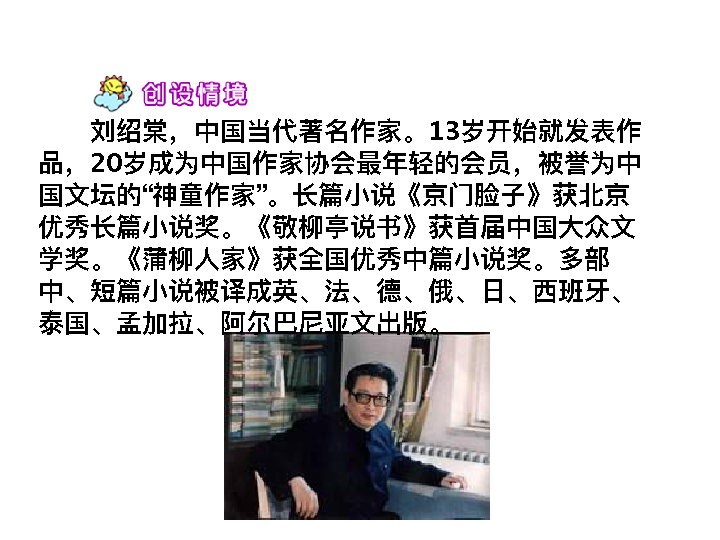 创设情境
刘绍棠，中国当代著名作家。13岁开始就发表作
品，20岁成为中国作家协会最年轻的会员，被誉为中
国文坛的“神童作家”。长篇小说《京门脸子》获北京
优秀长篇小说奖。《敬柳亭说书》获首届中国大众文
学奖。《蒲柳人家》获全国优秀中篇小说奖。多部
中、短篇小说被译成英、法、德、俄、日、西班牙、
泰国、孟加拉、阿尔巴尼亚文出版。